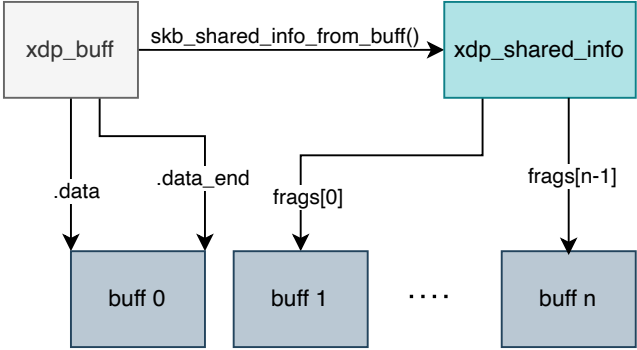 xdp_buff
skb_shared_info_from_buff()
xdp_shared_info
.data
.data_end
frags[0]
frags[n-1]
buff 0
buff 1
....
buff n